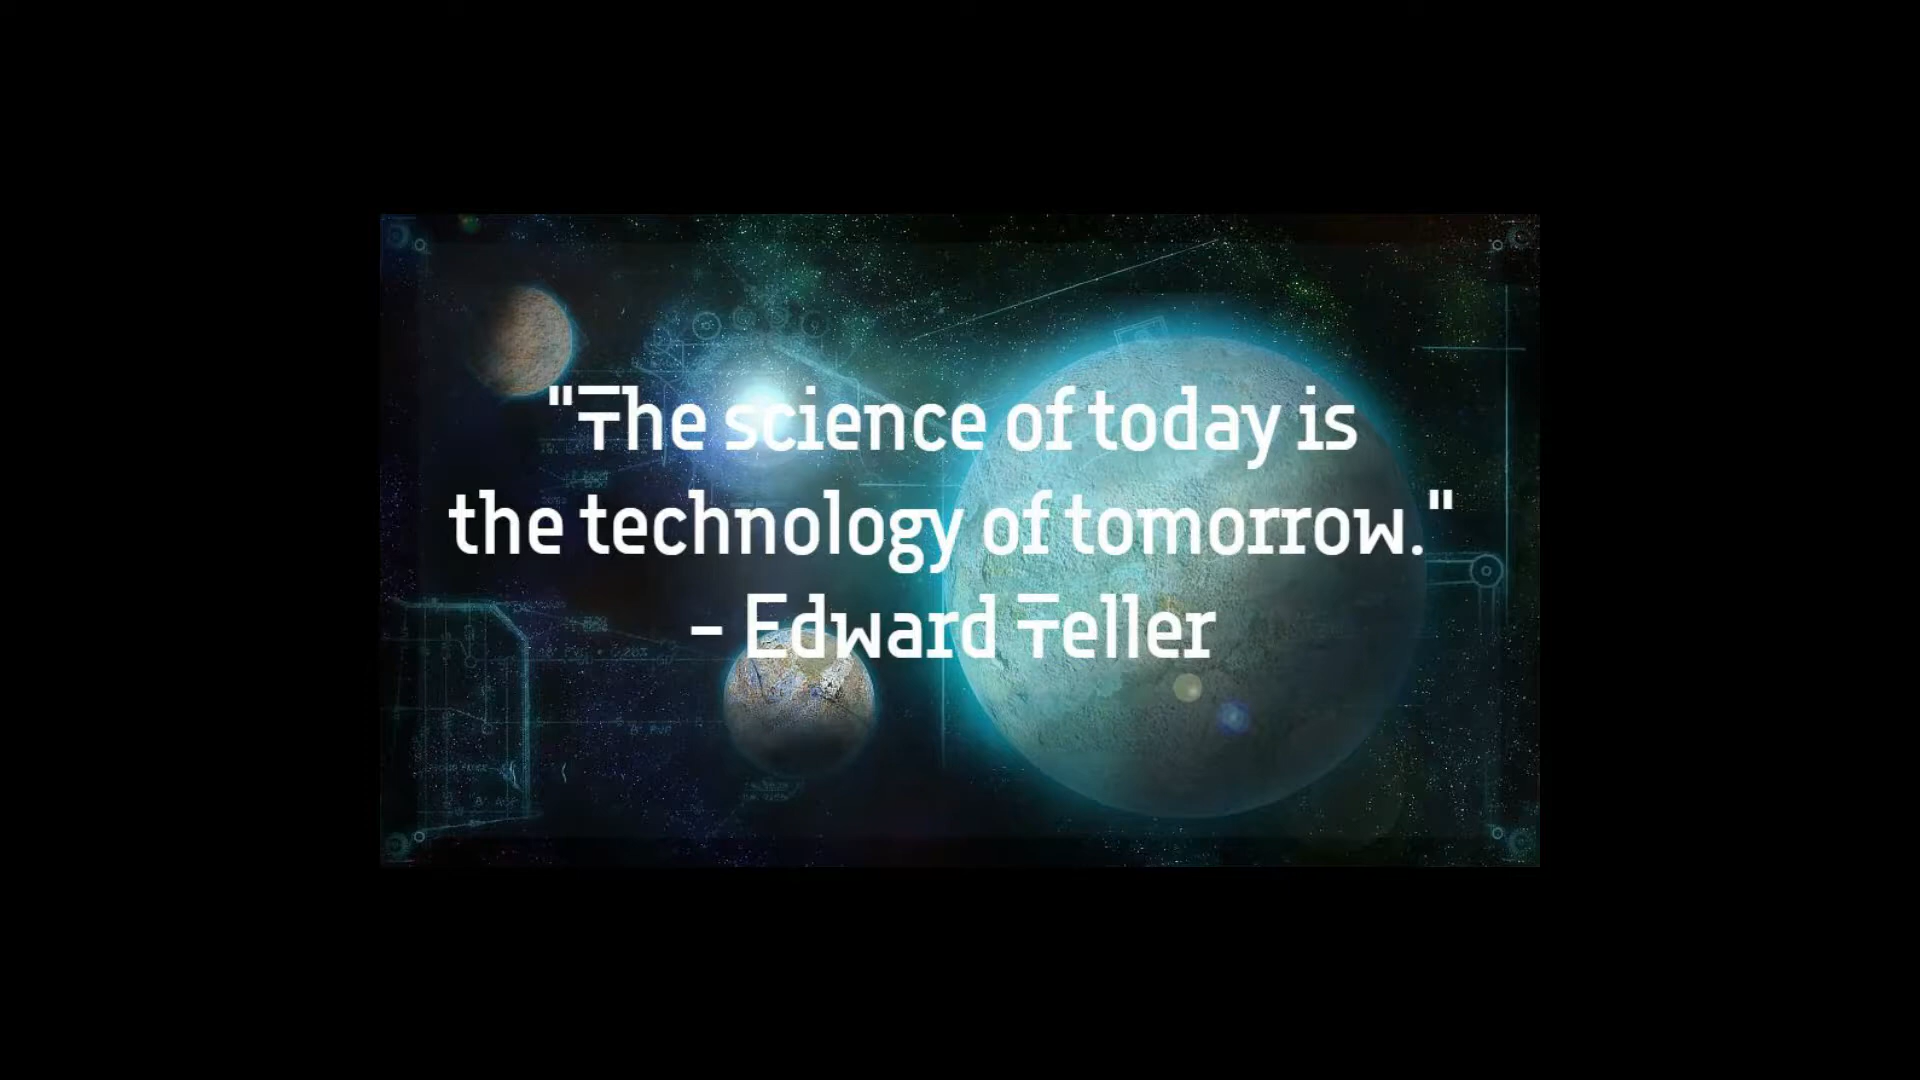 "The science of today is
the technology of tomorrow."
- Edward Teller